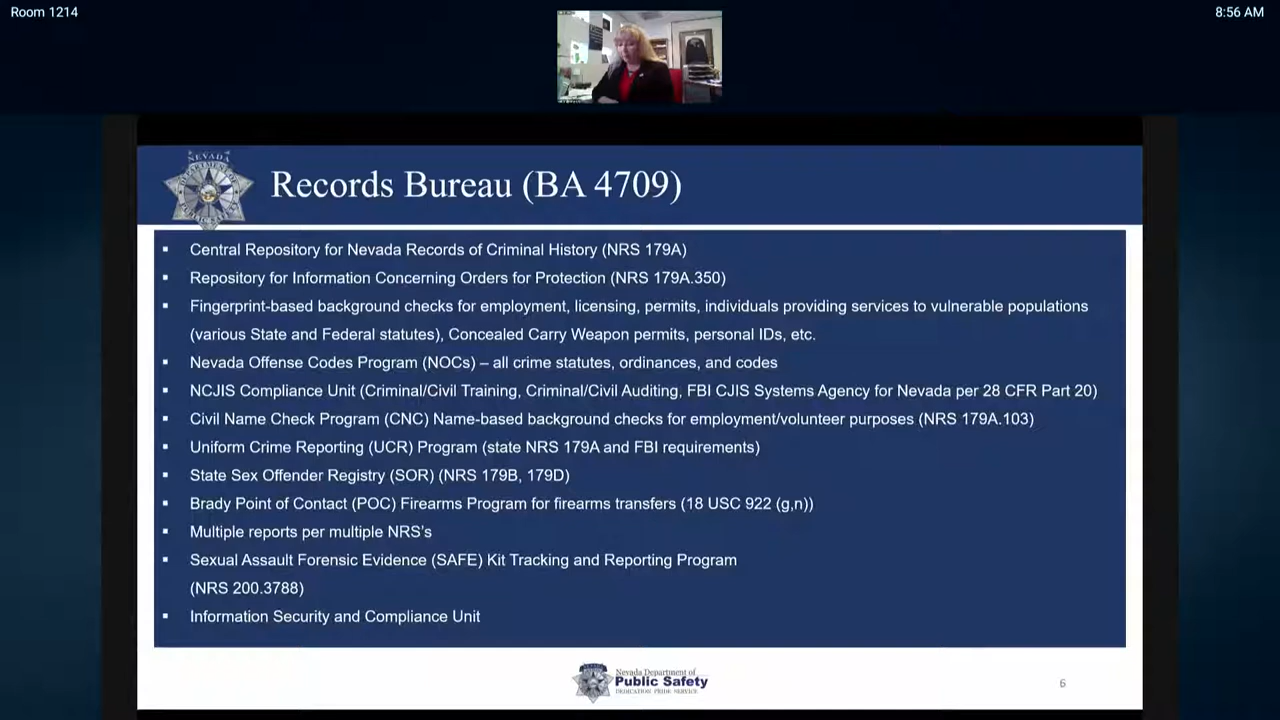 Room 1214
8:56 AM
NEVADA
Records Bureau (BA 4709)
▪ Central Repository for Nevada Records of Criminal History (NRS 179A)
▪ Repository for Information Concerning Orders for Protection (NRS 179A.350)
▪ Fingerprint-based background checks for employment, licensing, permits, individuals providing services to vulnerable populations
(various State and Federal statutes), Concealed Carry Weapon permits, personal IDs, etc.
▪ Nevada Offense Codes Program (NOCs) – all crime statutes, ordinances, and codes
▪ NCJIS Compliance Unit (Criminal/Civil Training, Criminal/Civil Auditing, FBI CJIS Systems Agency for Nevada per 28 CFR Part 20)
▪ Civil Name Check Program (CNC) Name-based background checks for employment/volunteer purposes (NRS 179A.103)
▪ Uniform Crime Reporting (UCR) Program (state NRS 179A and FBI requirements)
▪ State Sex Offender Registry (SOR) (NRS 179B, 179D)
▪ Brady Point of Contact (POC) Firearms Program for firearms transfers (18 USC 922 (g,n))
▪ Multiple reports per multiple NRS's
▪ Sexual Assault Forensic Evidence (SAFE) Kit Tracking and Reporting Program
(NRS 200.3788)
▪ Information Security and Compliance Unit
Nevada Department of
Public Safety
DEDICATION PRIDE SERVICE
6